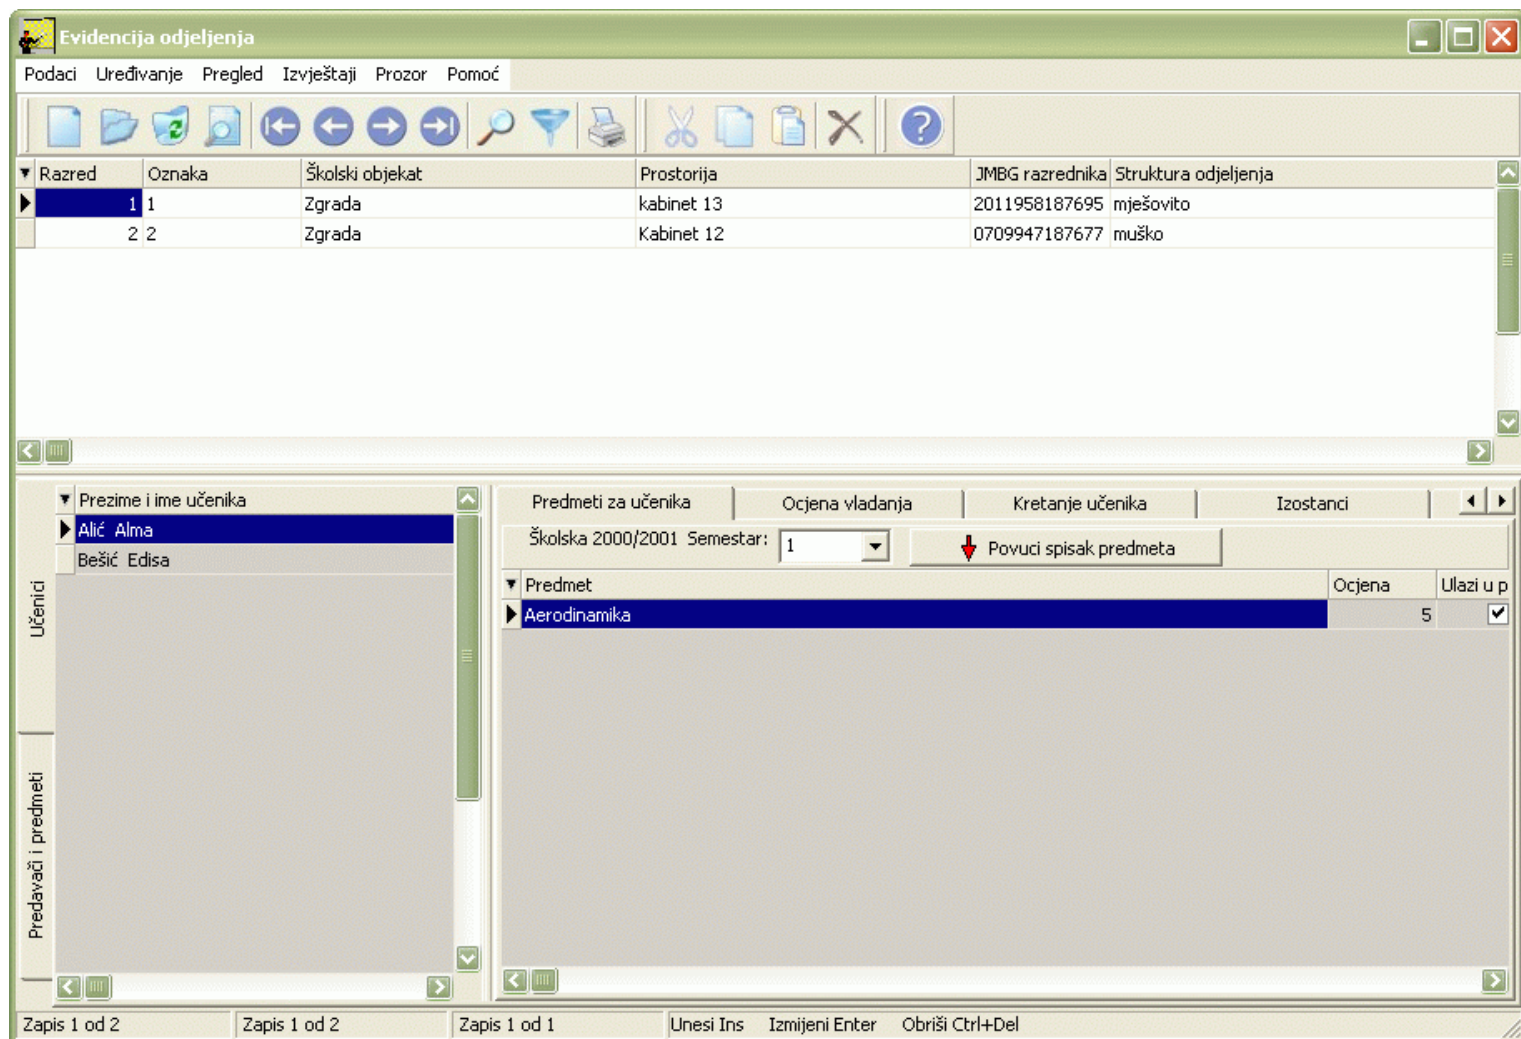 Evidencija odjeljenja
Podaci Uređivanje Pregled Izvještaji Prozor Pomoć
Razred Oznaka Školski objekat Prostorija JMBG razrednika Struktura odjeljenja
1 1 Zgrada kabinet 13 2011958187695 mješovito
2 2 Zgrada Kabinet 12 0709947187677 muško
Učenici
Predavači i predmeti
Prezime i ime učenika
Alić Alma
Bešić Edisa
Predmeti za učenika Ocjena vladanja Kretanje učenika Izostanci
Školska 2000/2001 Semestar: 1 Povuci spisak predmeta
Predmet Ocjena Ulazi u p
Aerodinamika 5
Zapis 1 od 2 Zapis 1 od 2 Zapis 1 od 1 Unesi Ins Izmijeni Enter Obriši Ctrl+Del